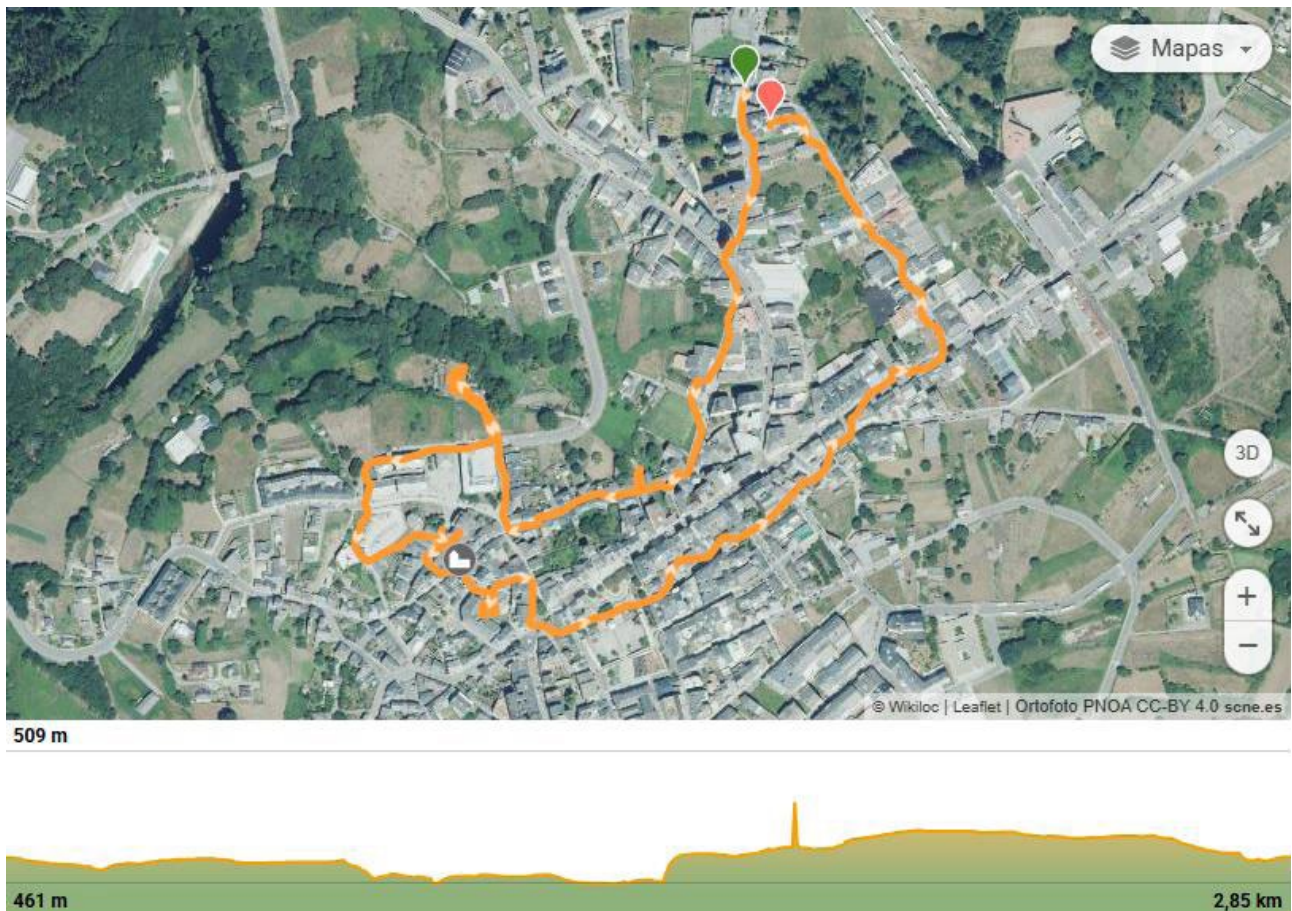 Mapas
3D
+
−
© Wikiloc | Leaflet | Ortofoto PNOA CC-BY 4.0 scne.es
509 m
461 m
2,85 km